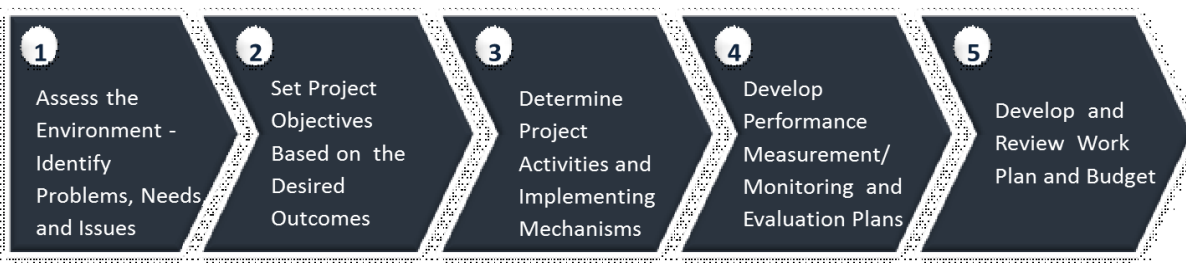 1
Assess the
Environment -
Identify
Problems, Needs
and Issues
2
Set Project
Objectives
Based on the
Desired
Outcomes
3
Determine
Project
Activities and
Implementing
Mechanisms
4
Develop
Performance
Measurement/
Monitoring and
Evaluation Plans
5
Develop and
Review Work
Plan and Budget